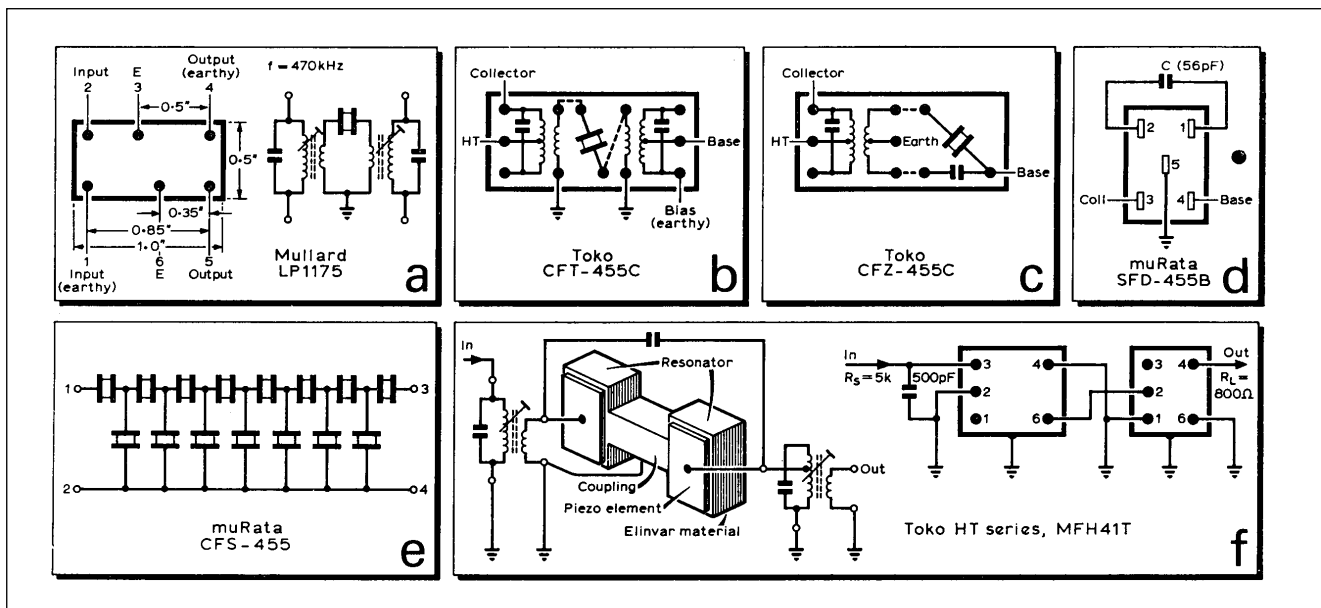 Input
2
E
3
Output
(earthy)
4
f = 470kHz
0·5"
0·5"
0·35"
0·85"
1·0"
1
Input
(earthy)
6
E
5
Output
Mullard
LP1175
a
Collector
HT
Base
Bias
(earthy)
Toko
CFT-455C
b
Collector
HT
Earth
Base
Toko
CFZ-455C
c
C (56pF)
2
1
5
Coll
3
4
Base
muRata
SFD-455B
d
1
3
2
4
muRata
CFS-455
e
In
Resonator
Coupling
Piezo element
Elinvar material
Out
In
RS = 5k
500pF
3
4
2
1
6
3
4
2
1
6
Out
RL =
800Ω
Toko HT series, MFH41T
f